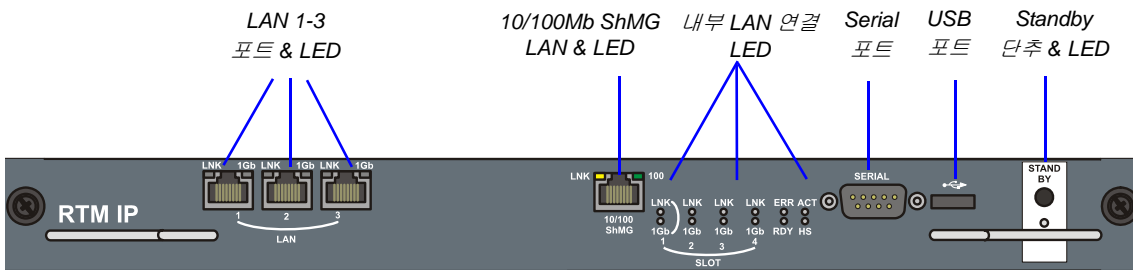 LAN 1-3
포트 & LED
10/100Mb ShMG
LAN & LED
내부 LAN 연결
LED
Serial
포트
USB
포트
Standby
단추 & LED
LNK 1Gb LNK 1Gb LNK 1Gb
1 2 3
LAN
RTM IP
LNK 100
10/100
ShMG
LNK LNK LNK LNK ERR ACT
1Gb 1Gb 1Gb 1Gb RDY HS
1 2 3 4
SLOT
SERIAL
STAND
BY